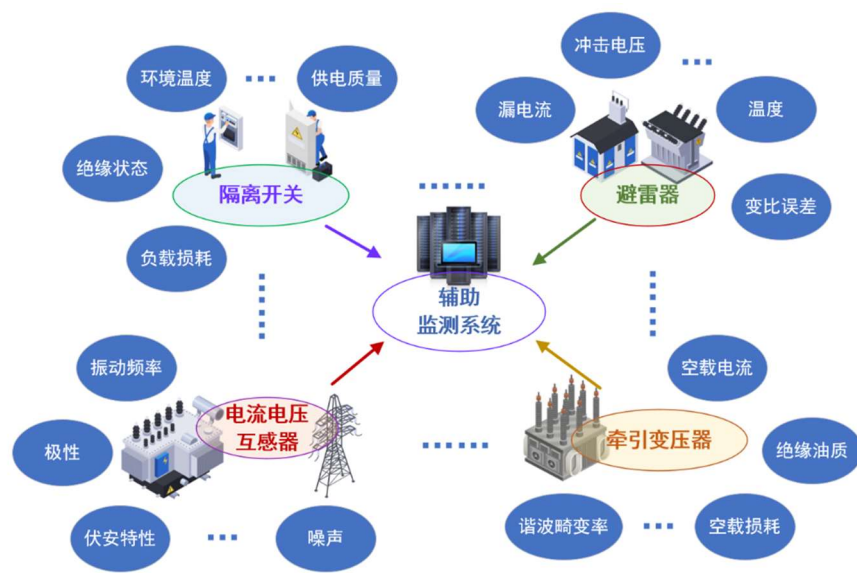 环境温度
供电质量
绝缘状态
隔离开关
负载损耗
冲击电压
漏电流
温度
避雷器
变比误差
辅助
监测系统
振动频率
极性
电流电压
互感器
伏安特性
噪声
空载电流
牵引变压器
绝缘油质
谐波畸变率
空载损耗